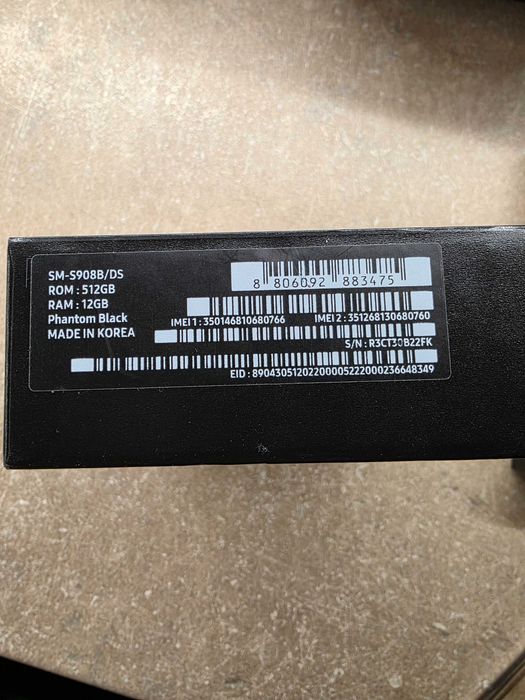 SM-S908B/DS
ROM : 512GB
RAM : 12GB
Phantom Black
MADE IN KOREA
8 806092 883475
IMEI 1 : 350146810680766
IMEI 2 : 351268130680760
S/N : R3CT30B22FK
EID : 89043051202200005222000236648349